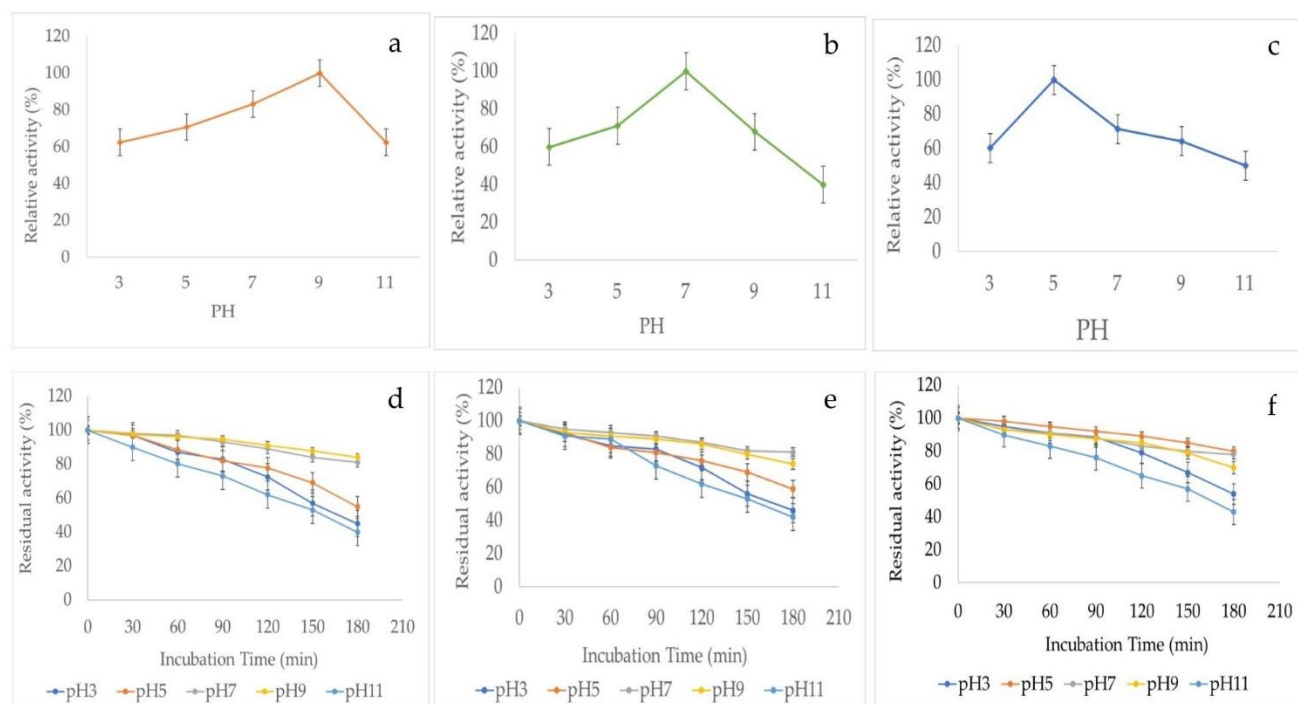 a
Relative activity (%)
120
100
80
60
40
20
0
3 5 7 9 11
PH
b
Relative activity (%)
120
100
80
60
40
20
0
3 5 7 9 11
PH
c
Relative activity (%)
120
100
80
60
40
20
0
3 5 7 9 11
PH
d
Residual activity (%)
120
100
80
60
40
20
0
0 30 60 90 120 150 180 210
Incubation Time (min)
pH3 pH5 pH7 pH9 pH11
e
Residual activity (%)
120
100
80
60
40
20
0
0 30 60 90 120 150 180 210
Incubation Time (min)
pH3 pH5 pH7 pH9 pH11
f
Residual activity (%)
120
100
80
60
40
20
0
0 30 60 90 120 150 180 210
Incubation Time (min)
pH3 pH5 pH7 pH9 pH11